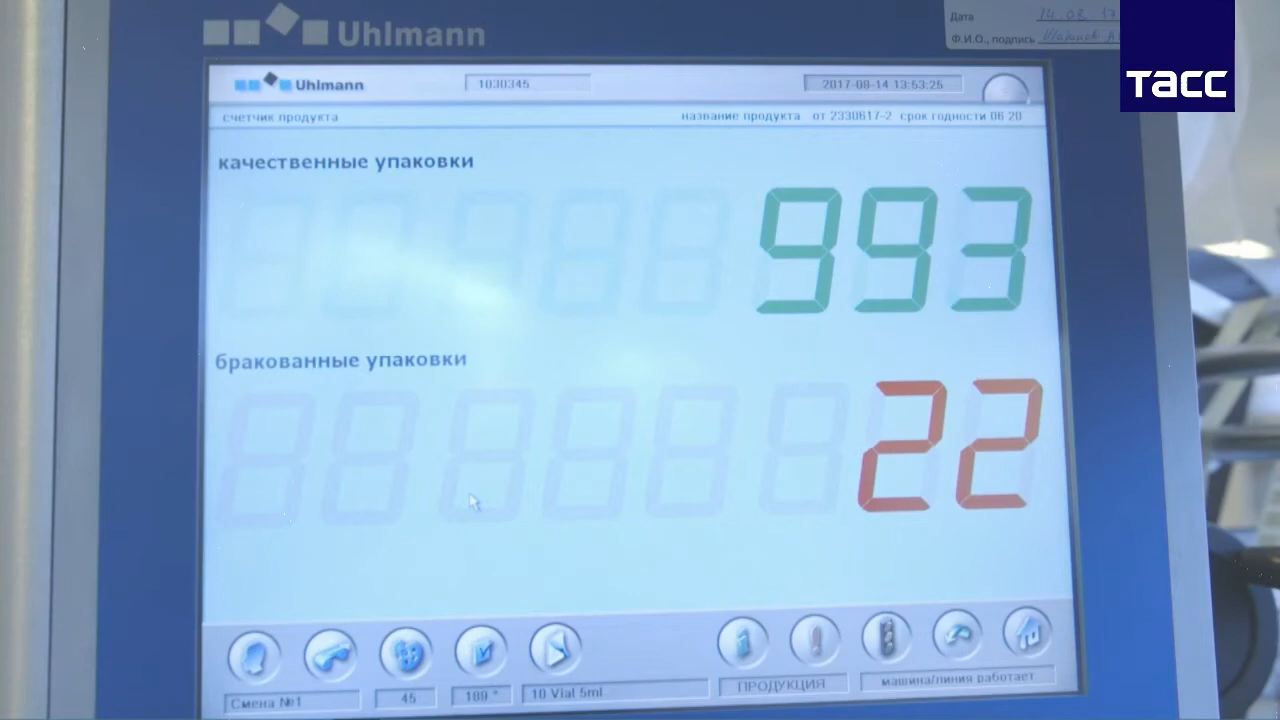 Дата 14.08.17
Ф.И.О., подпись
тасс
Uhlmann
Uhlmann 1030345 2017-08-14 13:53:25
счетчик продукта название продукта от 2330617-2 срок годности 06 20
качественные упаковки
993
бракованные упаковки
22
Смена №1 45 189 ° 10 Vial 5ml ПРОДУКЦИЯ машина/линия работает